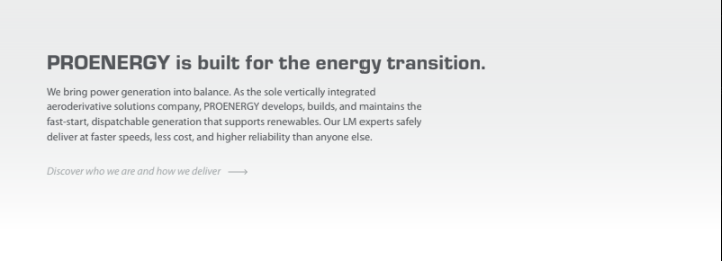 PROENERGY is built for the energy transition.
We bring power generation into balance. As the sole vertically integrated
aeroderivative solutions company, PROENERGY develops, builds, and maintains the
fast-start, dispatchable generation that supports renewables. Our LM experts safely
deliver at faster speeds, less cost, and higher reliability than anyone else.
Discover who we are and how we deliver ⟶